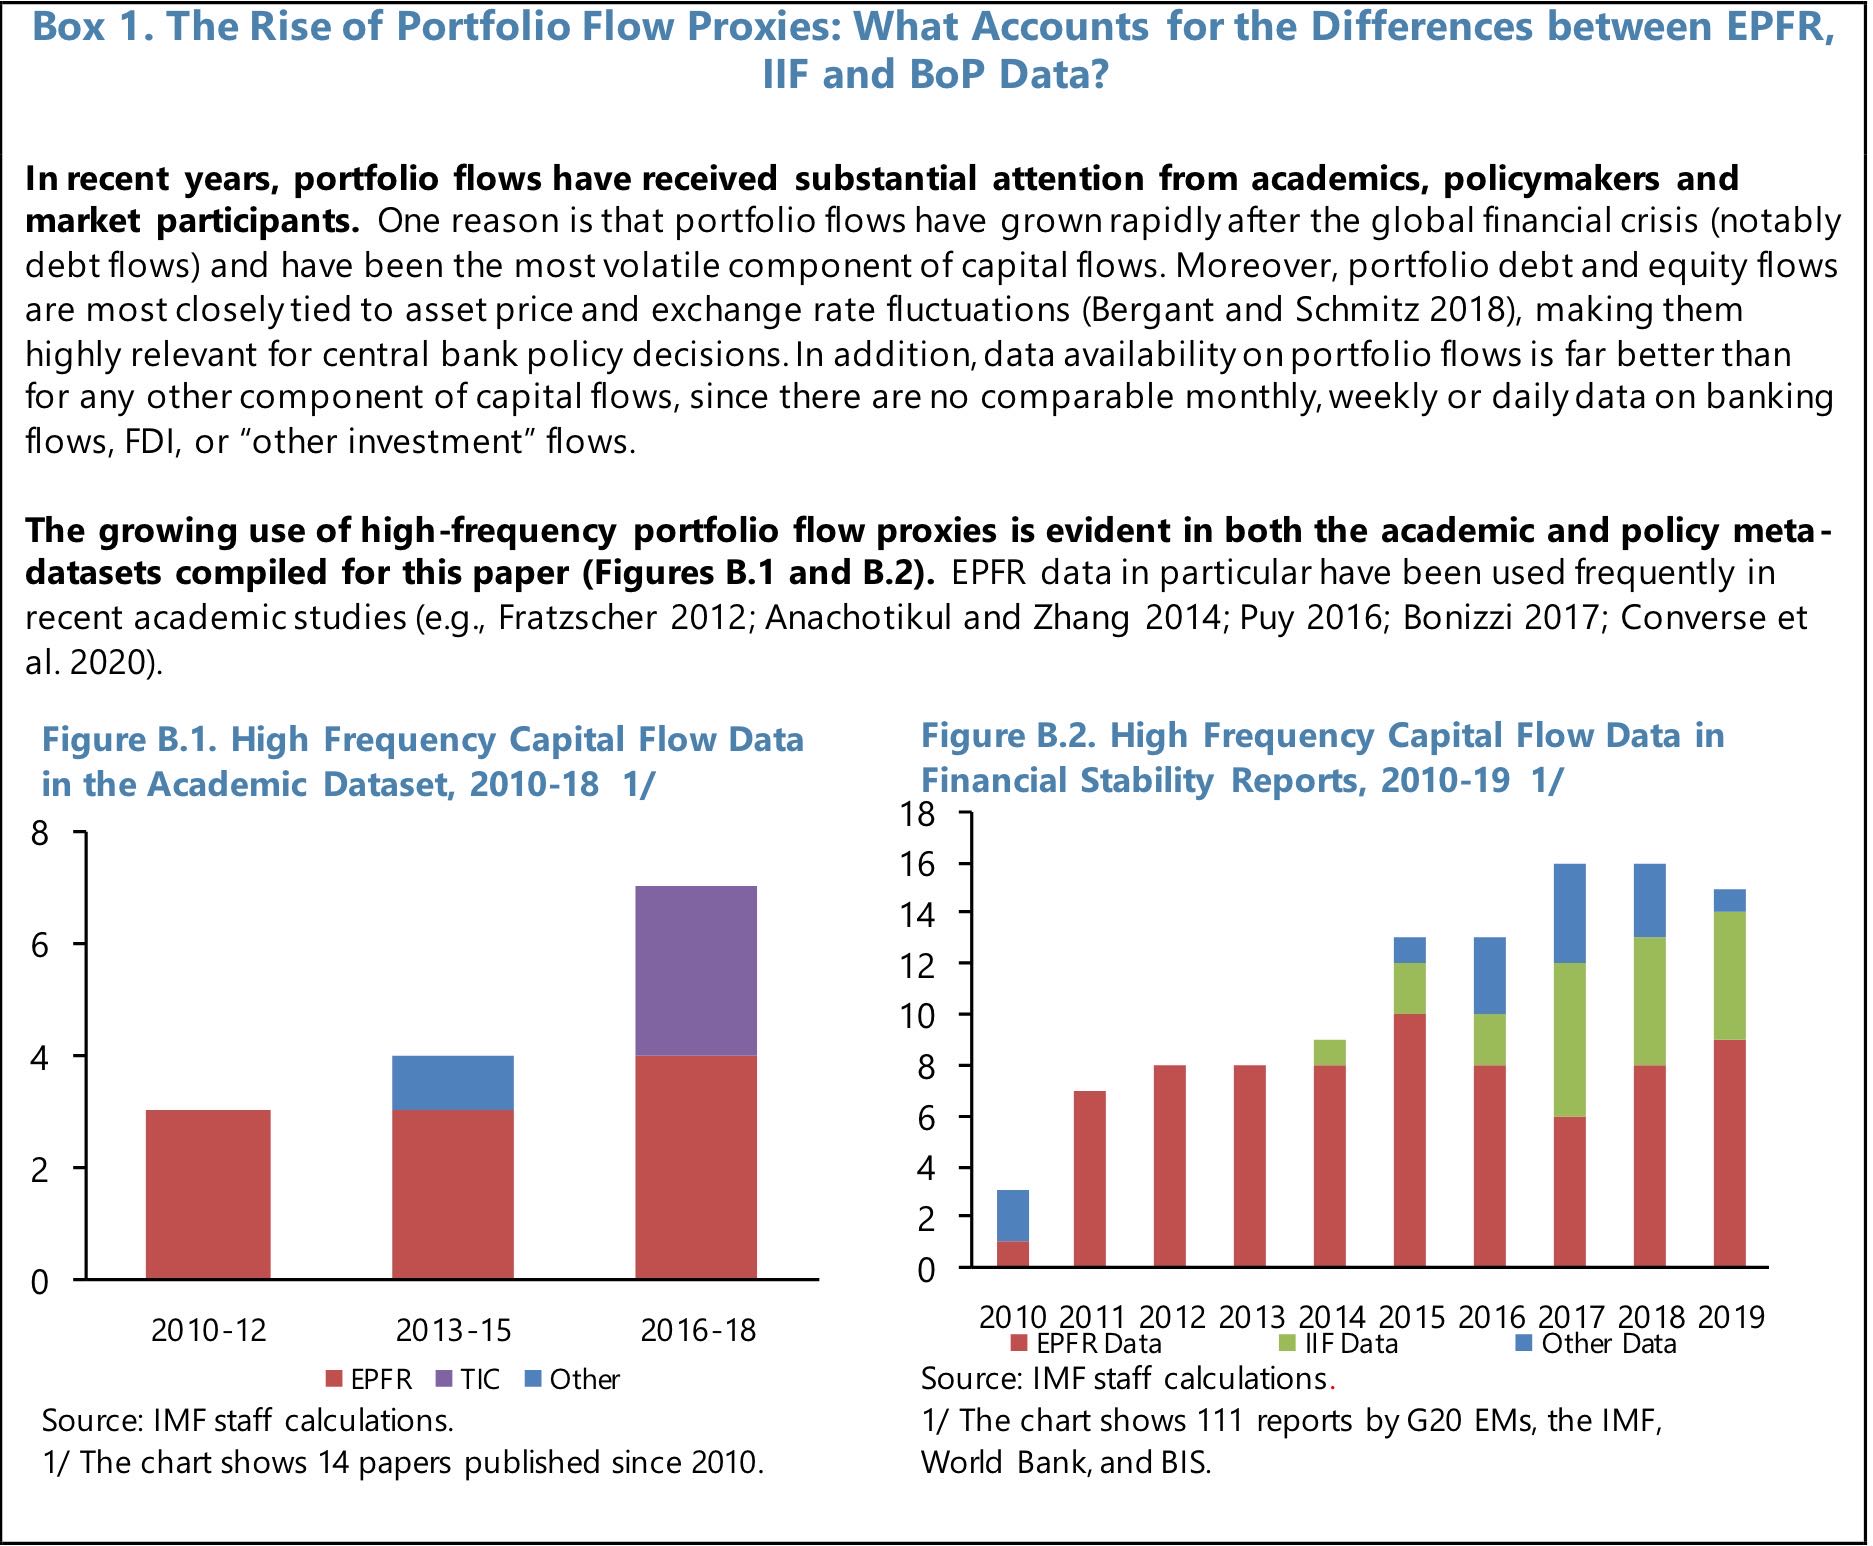 Box 1. The Rise of Portfolio Flow Proxies: What Accounts for the Differences between EPFR,
IIF and BoP Data?
In recent years, portfolio flows have received substantial attention from academics, policymakers and
market participants. One reason is that portfolio flows have grown rapidly after the global financial crisis (notably
debt flows) and have been the most volatile component of capital flows. Moreover, portfolio debt and equity flows
are most closely tied to asset price and exchange rate fluctuations (Bergant and Schmitz 2018), making them
highly relevant for central bank policy decisions. In addition, data availability on portfolio flows is far better than
for any other component of capital flows, since there are no comparable monthly, weekly or daily data on banking
flows, FDI, or “other investment” flows.
The growing use of high-frequency portfolio flow proxies is evident in both the academic and policy meta-
datasets compiled for this paper (Figures B.1 and B.2). EPFR data in particular have been used frequently in
recent academic studies (e.g., Fratzscher 2012; Anachotikul and Zhang 2014; Puy 2016; Bonizzi 2017; Converse et
al. 2020).
Figure B.1. High Frequency Capital Flow Data
in the Academic Dataset, 2010-18 1/
8
6
4
2
0
2010-12 2013-15 2016-18
EPFR TIC Other
Source: IMF staff calculations.
1/ The chart shows 14 papers published since 2010.
Figure B.2. High Frequency Capital Flow Data in
Financial Stability Reports, 2010-19 1/
18
16
14
12
10
8
6
4
2
0
2010 2011 2012 2013 2014 2015 2016 2017 2018 2019
EPFR Data IIF Data Other Data
Source: IMF staff calculations.
1/ The chart shows 111 reports by G20 EMs, the IMF,
World Bank, and BIS.